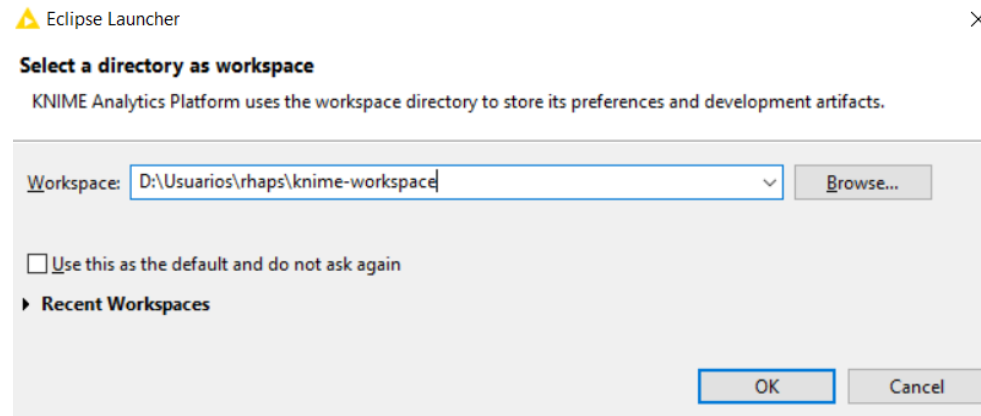 Eclipse Launcher
Select a directory as workspace
KNIME Analytics Platform uses the workspace directory to store its preferences and development artifacts.
Workspace: D:\Usuarios\rhaps\knime-workspace Browse...
Use this as the default and do not ask again
Recent Workspaces
OK Cancel